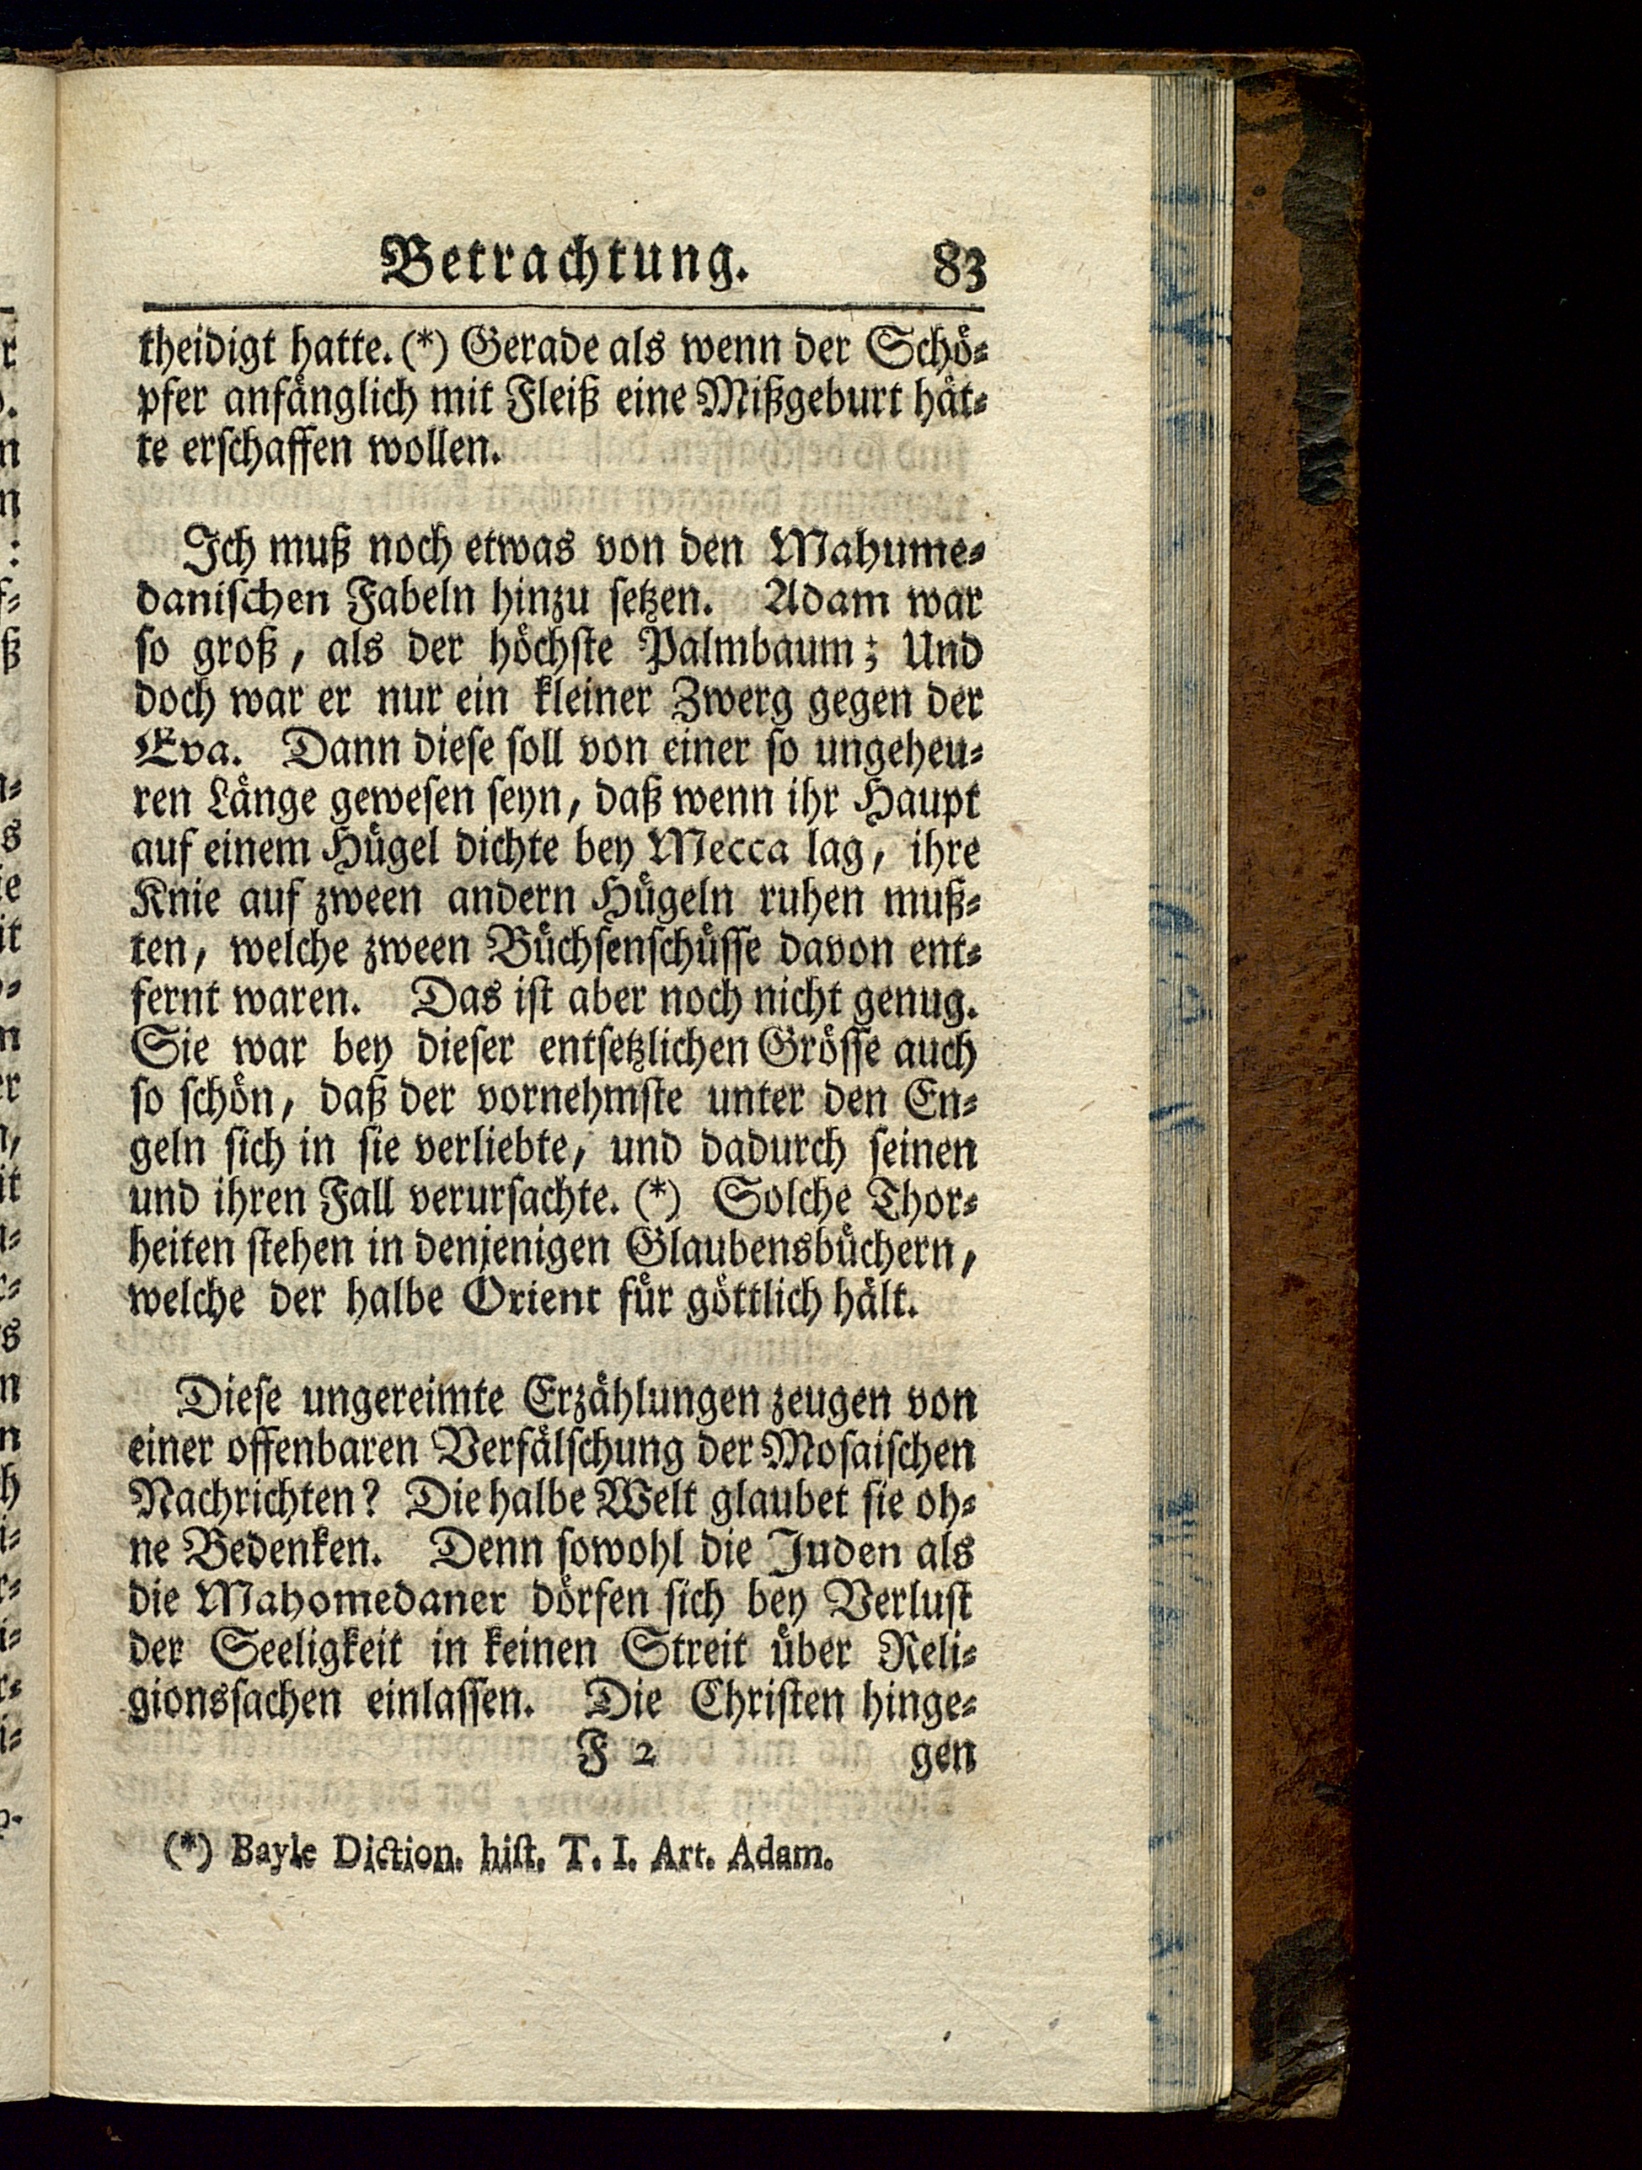 Betrachtung. 83
theidigt hatte. (*) Gerade als wenn der Schö-
pfer anfänglich mit Fleiß eine Mißgeburt hät-
te erschaffen wollen.
Ich muß noch etwas von den Mahume-
danischen Fabeln hinzu setzen. Adam war
so groß, als der höchste Palmbaum; Und
doch war er nur ein kleiner Zwerg gegen der
Eva. Dann diese soll von einer so ungeheu-
ren Länge gewesen seyn, daß wenn ihr Haupt
auf einem Hügel dichte bey Mecca lag, ihre
Knie auf zween andern Hügeln ruhen muß-
ten, welche zween Büchsenschüsse davon ent-
fernt waren. Das ist aber noch nicht genug.
Sie war bey dieser entsetzlichen Grösse auch
so schön, daß der vornehmste unter den En-
geln sich in sie verliebte, und dadurch seinen
und ihren Fall verursachte. (*) Solche Thor-
heiten stehen in denjenigen Glaubensbüchern,
welche der halbe Orient für göttlich hält.
Diese ungereimte Erzählungen zeugen von
einer offenbaren Verfälschung der Mosaischen
Nachrichten? Die halbe Welt glaubet sie oh-
ne Bedenken. Denn sowohl die Juden als
die Mahomedaner dörfen sich bey Verlust
der Seeligkeit in keinen Streit über Reli-
gionssachen einlassen. Die Christen hinge-
F 2 gen
(*) Bayle Diction. hist. T. I. Art. Adam.